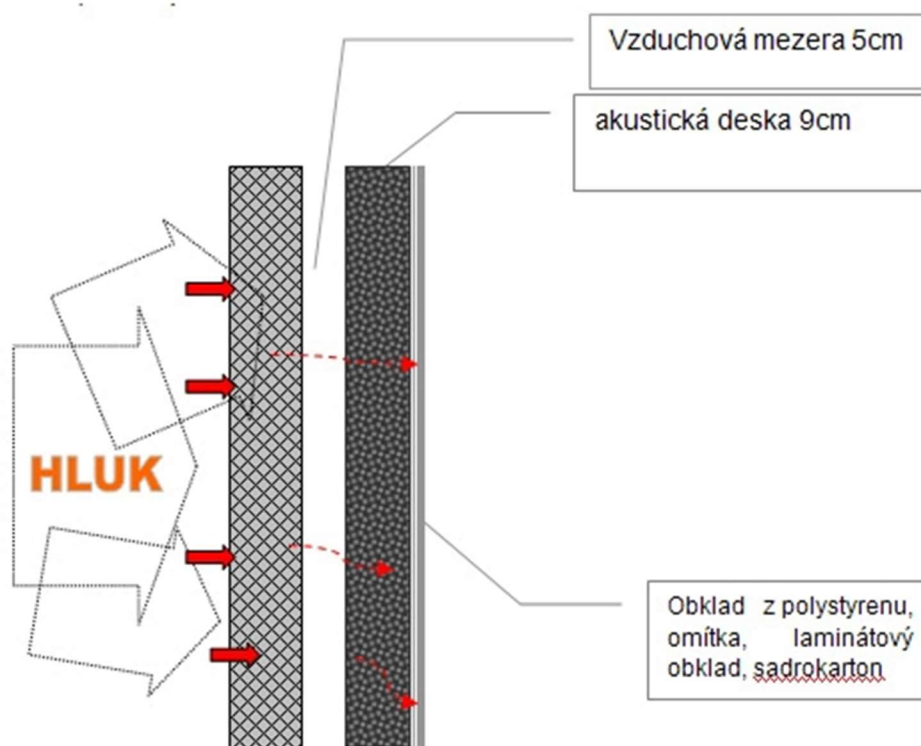 Vzduchová mezera 5cm
akustická deska 9cm
HLUK
Obklad z polystyrenu,
omítka, laminátový
obklad, sadrokarton